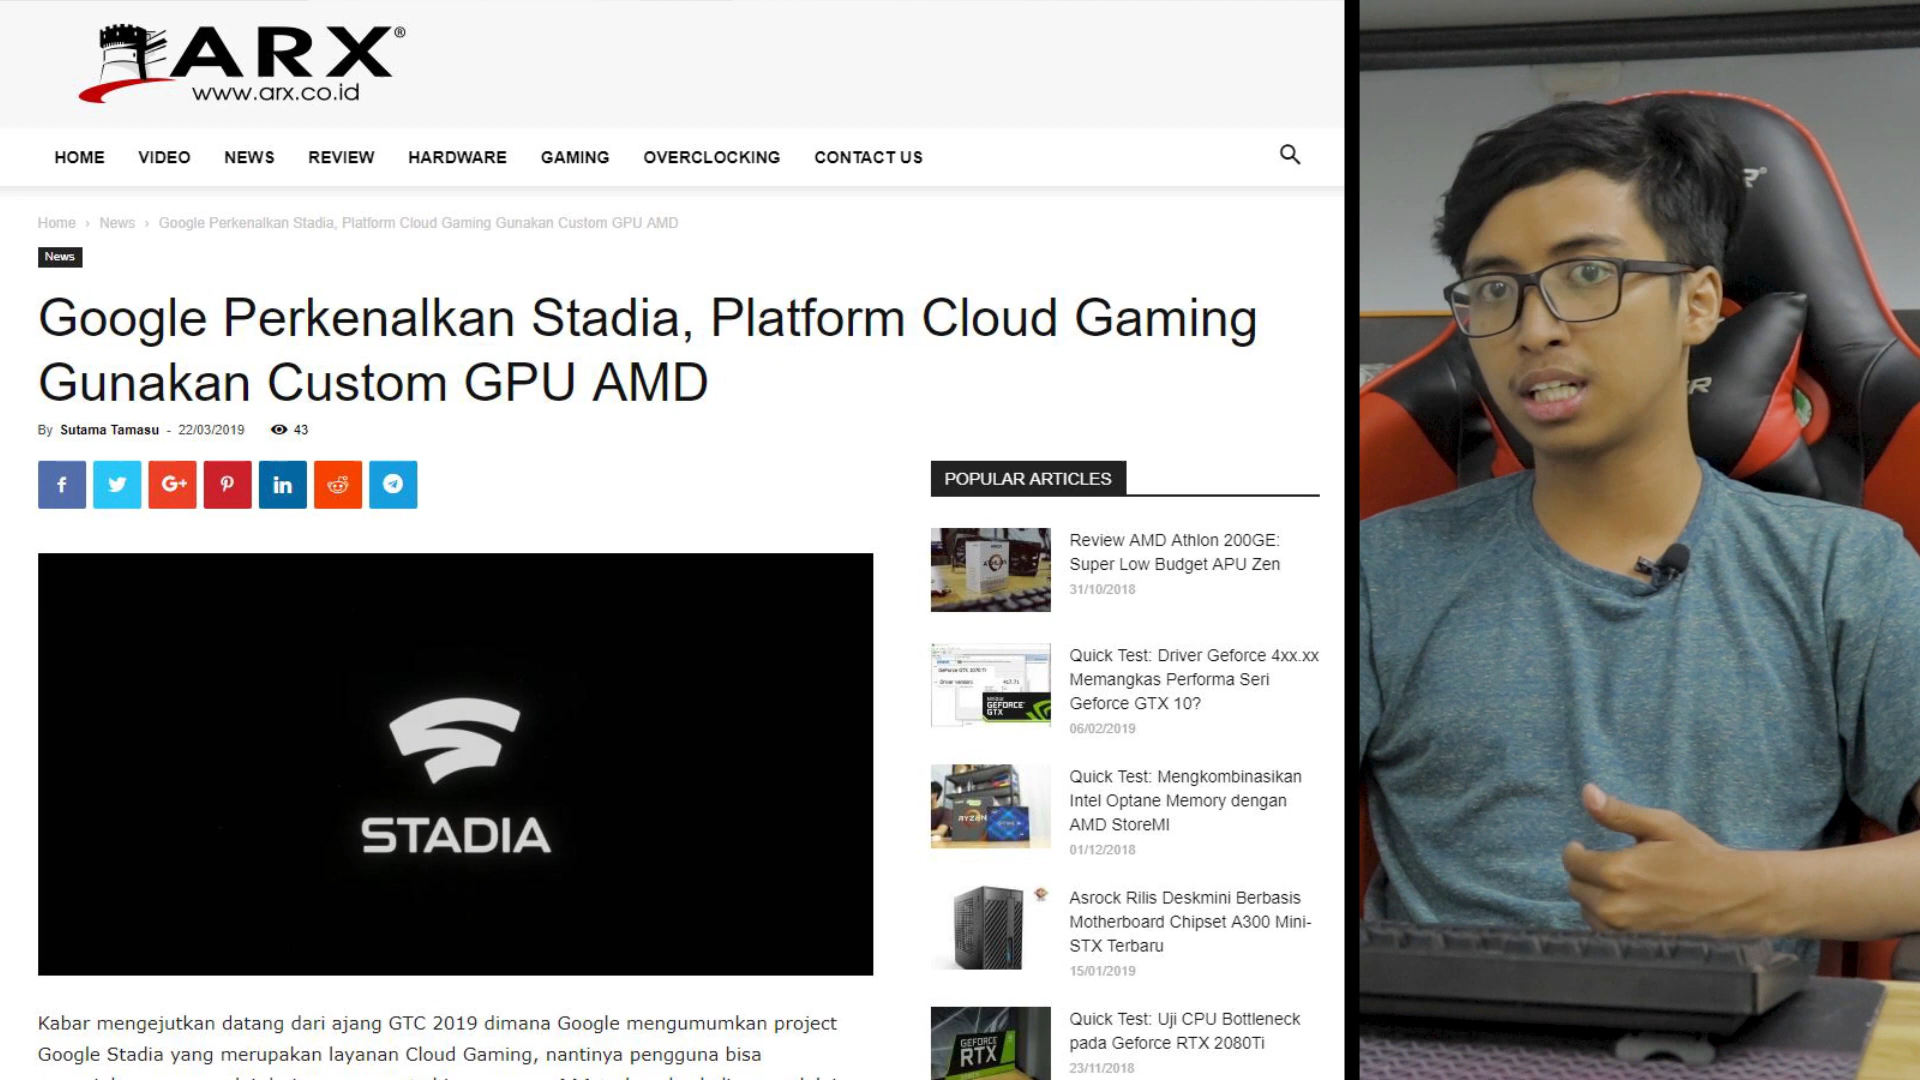 ARX®
www.arx.co.id
HOME VIDEO NEWS REVIEW HARDWARE GAMING OVERCLOCKING CONTACT US
Home › News › Google Perkenalkan Stadia, Platform Cloud Gaming Gunakan Custom GPU AMD
News
Google Perkenalkan Stadia, Platform Cloud Gaming
Gunakan Custom GPU AMD
By Sutama Tamasu - 22/03/2019 43
STADIA
Kabar mengejutkan datang dari ajang GTC 2019 dimana Google mengumumkan project
Google Stadia yang merupakan layanan Cloud Gaming, nantinya pengguna bisa
POPULAR ARTICLES
Review AMD Athlon 200GE:
Super Low Budget APU Zen
31/10/2018
Quick Test: Driver Geforce 4xx.xx
Memangkas Performa Seri
Geforce GTX 10?
06/02/2019
GEFORCE
GTX
Quick Test: Mengkombinasikan
Intel Optane Memory dengan
AMD StoreMI
01/12/2018
RYZEN
Asrock Rilis Deskmini Berbasis
Motherboard Chipset A300 Mini-
STX Terbaru
15/01/2019
Quick Test: Uji CPU Bottleneck
pada Geforce RTX 2080Ti
23/11/2018
GEFORCE
RTX